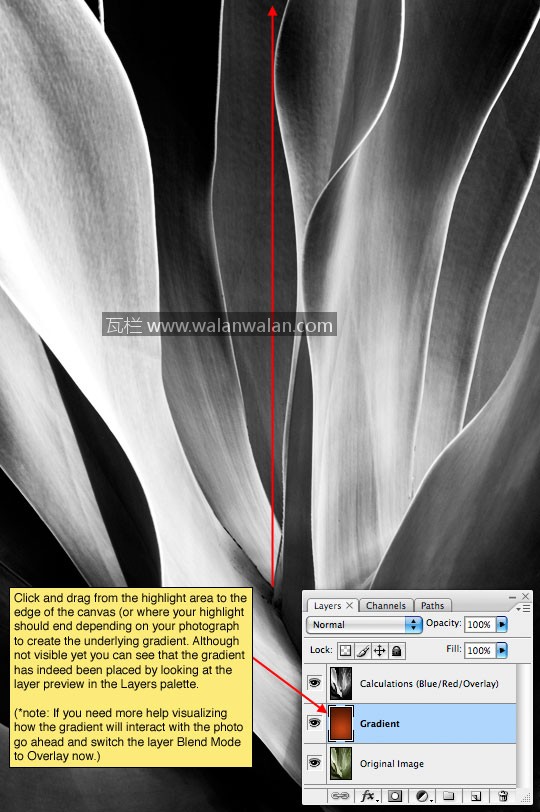 瓦栏 www.walanwalan.com
Click and drag from the highlight area to the
edge of the canvas (or where your highlight
should end depending on your photograph
to create the underlying gradient. Although
not visible yet you can see that the gradient
has indeed been placed by looking at the
layer preview in the Layers palette.
(*note: If you need more help visualizing
how the gradient will interact with the photo
go ahead and switch the layer Blend Mode
to Overlay now.)
Layers × Channels Paths
Normal Opacity: 100%
Lock: Fill: 100%
Calculations (Blue/Red/Overlay)
Gradient
Original Image
fx